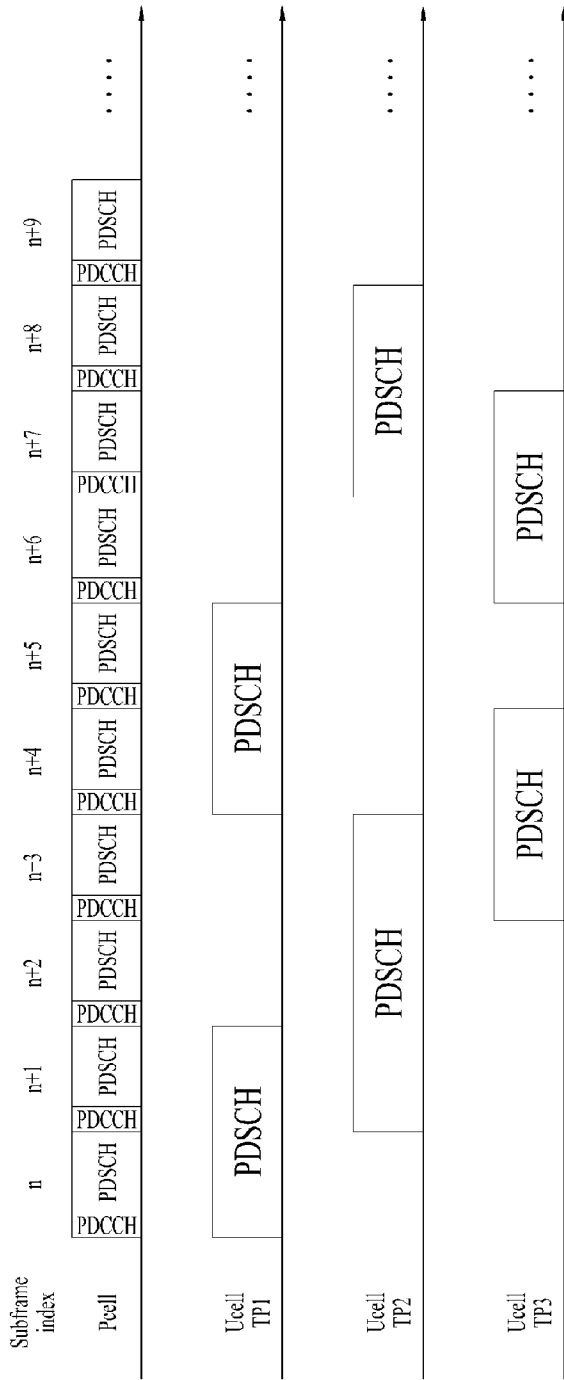 Subframe
index
n n+1 n+2 n-3 n+4 n+5 n+6 n+7 n+8 n+9
Pcell PDCCH PDSCH PDCCH PDSCH PDCCH PDSCH PDCCH PDSCH PDCCH PDSCH PDCCH PDSCH PDCCH PDSCH PDCCII PDSCH PDCCH PDSCH PDCCH PDSCH ....
Ucell
TP1
PDSCH PDSCH ....
Ucell
TP2
PDSCH PDSCH ....
Ucell
TP3
PDSCH PDSCH ....